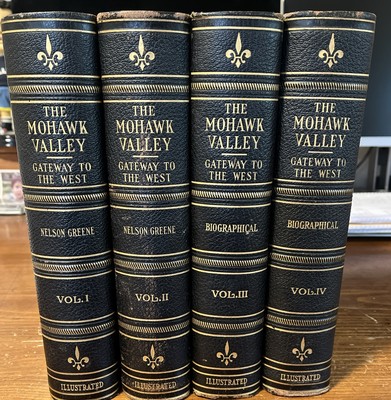 THE
MOHAWK
VALLEY
GATEWAY TO
THE WEST
NELSON GREENE
VOL.I
ILLUSTRATED
THE
MOHAWK
VALLEY
GATEWAY TO
THE WEST
NELSON GREENE
VOL.II
ILLUSTRATED
THE
MOHAWK
VALLEY
GATEWAY TO
THE WEST
BIOGRAPHICAL
VOL.III
ILLUSTRATED
THE
MOHAWK
VALLEY
GATEWAY TO
THE WEST
BIOGRAPHICAL
VOL.IV
ILLUSTRATED